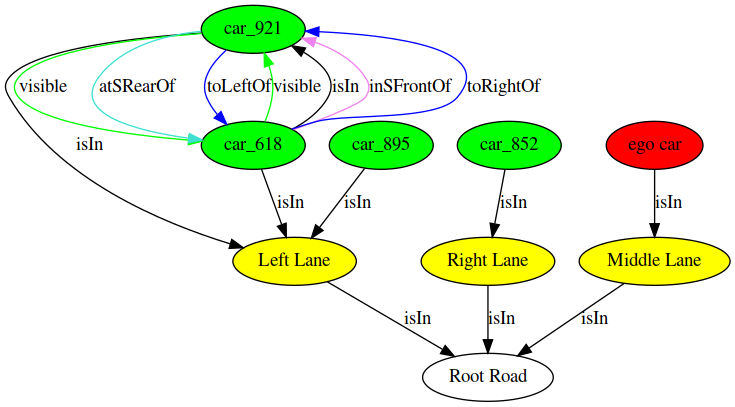 car_921
visible
atSRearOf
toLeftOf
visible
isIn
inSFrontOf
toRightOf
isIn
car_618
car_895
car_852
ego car
isIn
isIn
isIn
isIn
Left Lane
Right Lane
Middle Lane
isIn
isIn
isIn
Root Road